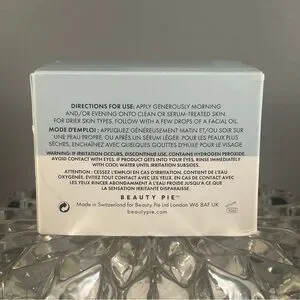 DIRECTIONS FOR USE: APPLY GENEROUSLY MORNING
AND/OR EVENING ONTO CLEAN OR SERUM-TREATED SKIN.
FOR DRIER SKIN TYPES, FOLLOW WITH A FEW DROPS OF A FACIAL OIL.
MODE D'EMPLOI : APPLIQUEZ GÉNÉREUSEMENT MATIN ET/OU SOIR SUR
UNE PEAU PROPRE, OU APRÈS UN SÉRUM LÉGER. POUR LES PEAUX PLUS
SÈCHES, ENCHAÎNEZ AVEC QUELQUES GOUTTES D'HUILE POUR LE VISAGE
WARNING: IF IRRITATION OCCURS, DISCONTINUE USE. CONTAINS HYDROGEN PEROXIDE.
AVOID CONTACT WITH EYES. IF PRODUCT GETS INTO YOUR EYES, RINSE IMMEDIATELY WITH
COOL WATER UNTIL SENSATION SUBSIDES.
ATTENTION : CESSEZ L'EMPLOI EN CAS D'IRRITATION. CONTIENT DE L'EAU
OXYGÉNÉE. ÉVITEZ TOUT CONTACT AVEC LES YEUX. EN CAS DE CONTACT AVEC
LES YEUX RINCER ABONDAMMENT À L'EAU FROIDE JUSQU'À CE QUE LA
SENSATION IRRITANTE DISPARAISSE.
BEAUTY PIE™
Made in Switzerland for Beauty Pie Ltd London W6 8AF UK
beautypie.com